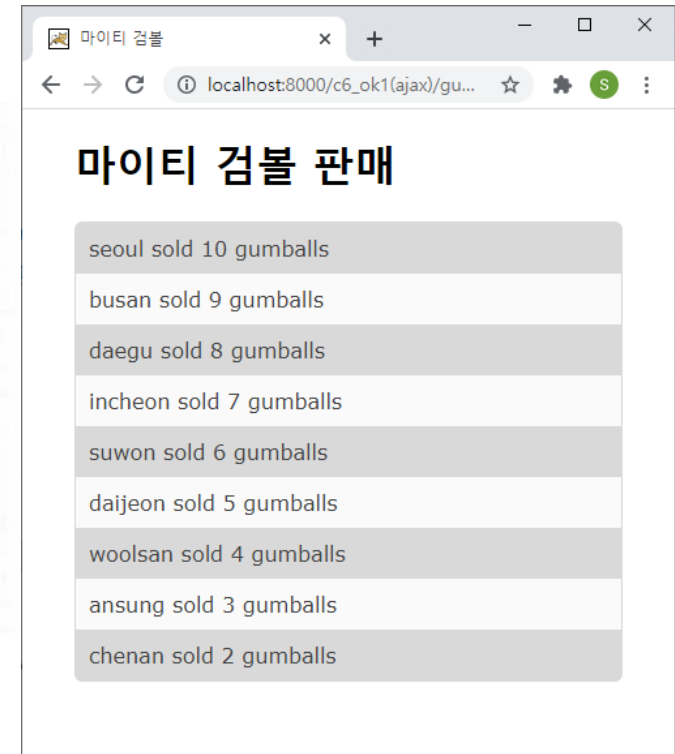 마이티 검볼
localhost:8000/c6_ok1(ajax)/gu...
S
마이티 검볼 판매
seoul sold 10 gumballs
busan sold 9 gumballs
daegu sold 8 gumballs
incheon sold 7 gumballs
suwon sold 6 gumballs
daijeon sold 5 gumballs
woolsan sold 4 gumballs
ansung sold 3 gumballs
chenan sold 2 gumballs